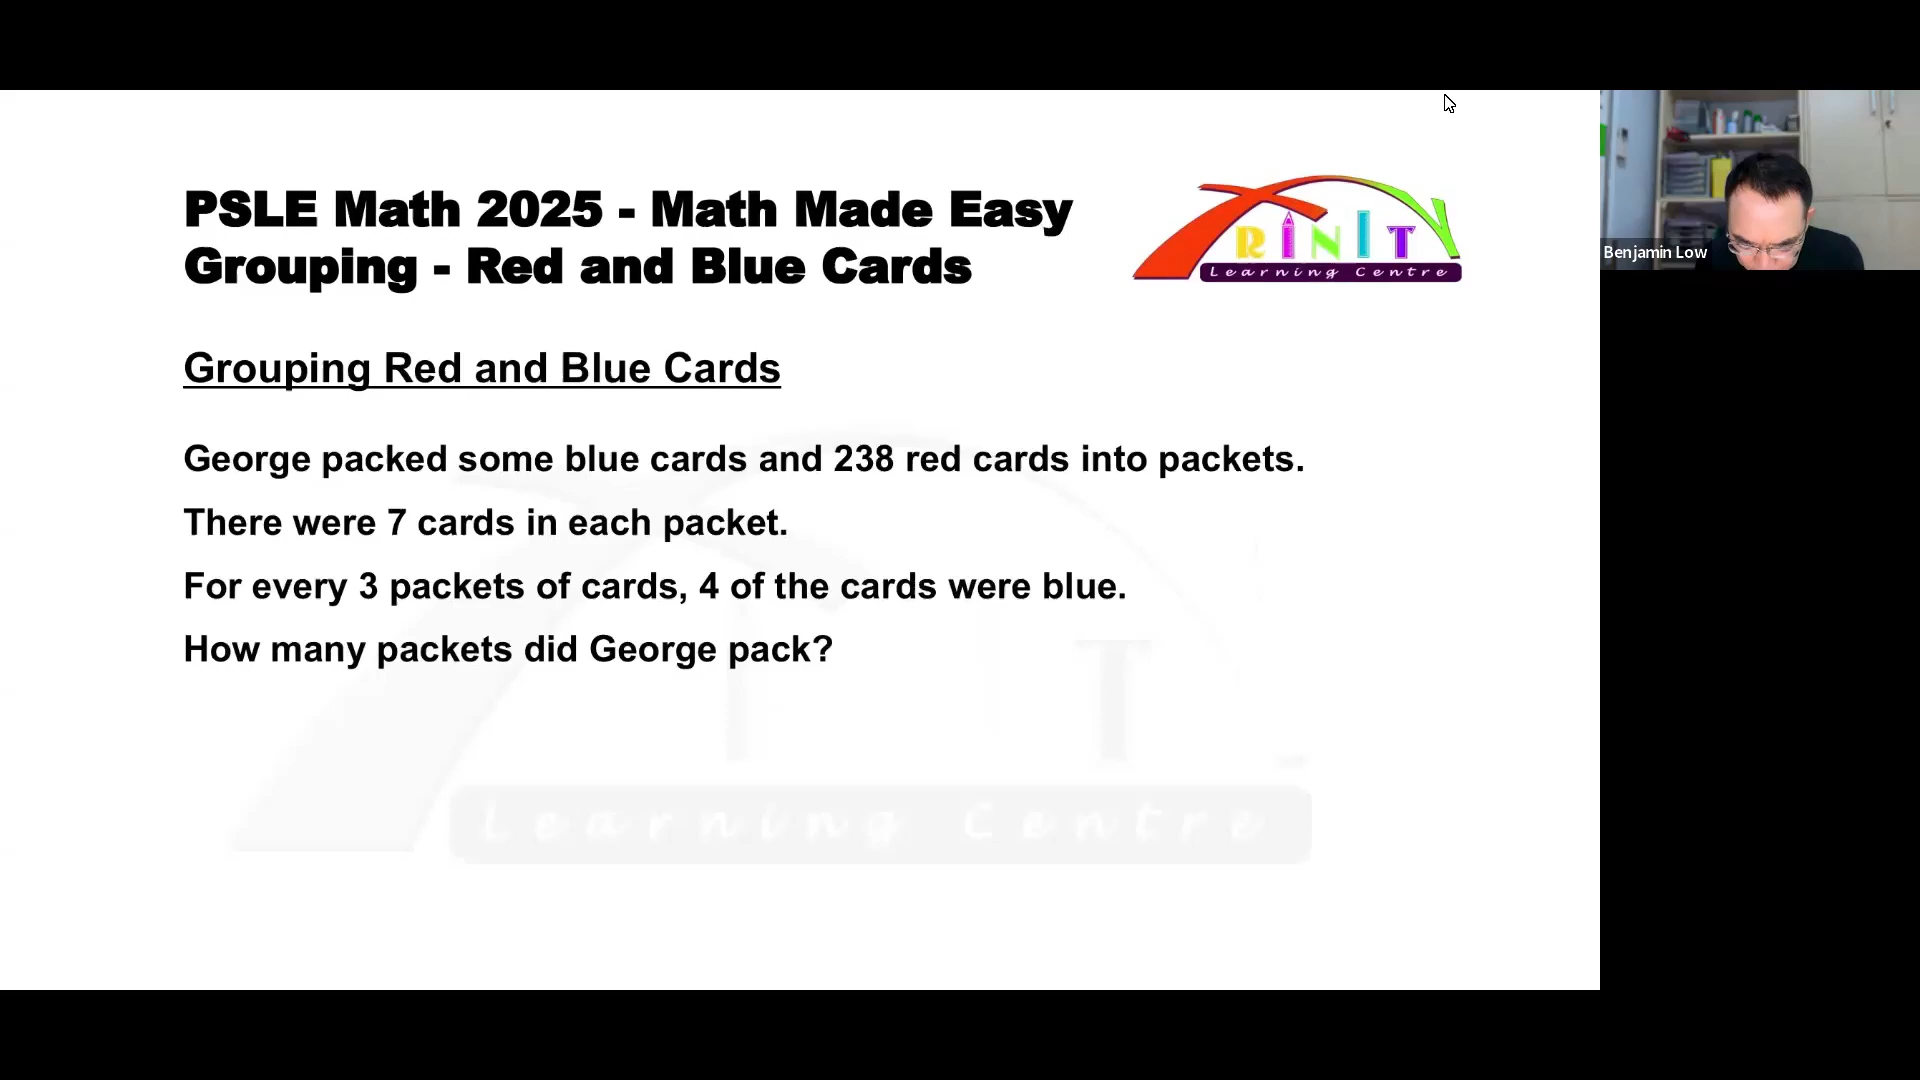 PSLE Math 2025 - Math Made Easy
Grouping - Red and Blue Cards
TRINITY
Learning Centre
Benjamin Low
Grouping Red and Blue Cards
George packed some blue cards and 238 red cards into packets.
There were 7 cards in each packet.
For every 3 packets of cards, 4 of the cards were blue.
How many packets did George pack?
Learning Centre